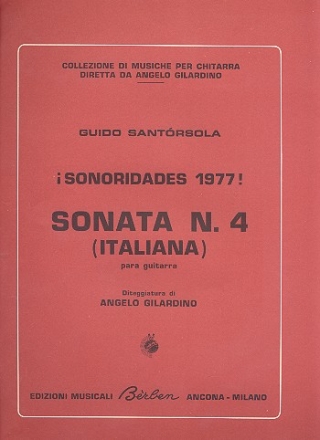 COLLEZIONE DI MUSICHE PER CHITARRA
DIRETTA DA ANGELO GILARDINO
GUIDO SANTÓRSOLA
¡SONORIDADES 1977!
SONATA N. 4
(ITALIANA)
para guitarra
Diteggiatura di
ANGELO GILARDINO
EDIZIONI MUSICALI Bèrben ANCONA - MILANO